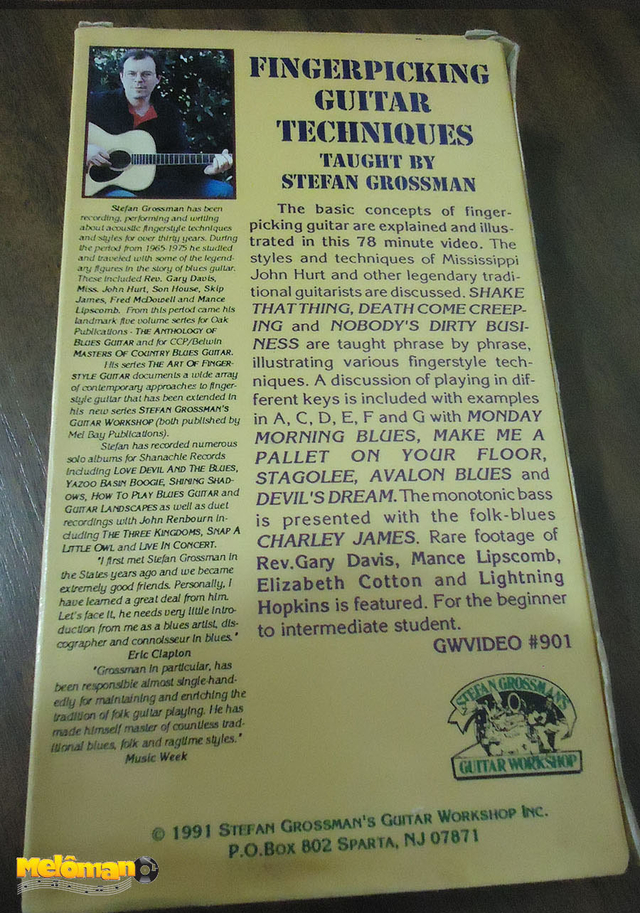 FINGERPICKING
GUITAR
TECHNIQUES
TAUGHT BY
STEFAN GROSSMAN
Stefan Grossman has been
recording, performing and writing
about acoustic fingerstyle techniques
and styles for over thirty years. During
the period from 1965-1975 he studied
and traveled with some of the legend-
ary figures in the story of blues guitar.
These included Rev. Gary Davis,
Miss. John Hurt, Son House, Skip
James, Fred McDowell and Mance
Lipscomb. From this period came his
landmark five volume series for Oak
Publications - THE ANTHOLOGY OF
BLUES GUITAR and for CCP/Belwin
MASTERS OF COUNTRY BLUES GUITAR.
His series THE ART OF FINGER-
STYLE GUITAR documents a wide array
of contemporary approaches to finger-
style guitar that has been extended in
his new series STEFAN GROSSMAN'S
GUITAR WORKSHOP (both published by
Mel Bay Publications).
Stefan has recorded numerous
solo albums for Shanachie Records
including LOVE DEVIL AND THE BLUES,
YAZOO BASIN BOOGIE, SHINING SHAD-
OWS, HOW TO PLAY BLUES GUITAR and
GUITAR LANDSCAPES as well as duet
recordings with John Renbourn in-
cluding THE THREE KINGDOMS, SNAP A
LITTLE OWL and LIVE IN CONCERT.
"I first met Stefan Grossman in
the States years ago and we became
extremely good friends. Personally, I
have learned a great deal from him.
Let's face it, he needs very little intro-
duction from me as a blues artist, dis-
cographer and connoisseur in blues."
Eric Clapton
"Grossman in particular, has
been responsible almost single-hand-
edly for maintaining and enriching the
tradition of folk guitar playing. He has
made himself master of countless trad-
itional blues, folk and ragtime styles."
Music Week
The basic concepts of finger-
picking guitar are explained and illus-
trated in this 78 minute video. The
styles and techniques of Mississippi
John Hurt and other legendary tradi-
tional guitarists are discussed. SHAKE
THAT THING, DEATH COME CREEP-
ING and NOBODY'S DIRTY BUSI-
NESS are taught phrase by phrase,
illustrating various fingerstyle tech-
niques. A discussion of playing in dif-
ferent keys is included with examples
in A, C, D, E, F and G with MONDAY
MORNING BLUES, MAKE ME A
PALLET ON YOUR FLOOR,
STAGOLEE, AVALON BLUES and
DEVIL'S DREAM. The monotonic bass
is presented with the folk-blues
CHARLEY JAMES. Rare footage of
Rev.Gary Davis, Mance Lipscomb,
Elizabeth Cotton and Lightning
Hopkins is featured. For the beginner
to intermediate student.
GWVIDEO #901
STEFAN GROSSMAN'S
GUITAR WORKSHOP
© 1991 STEFAN GROSSMAN'S GUITAR WORKSHOP INC.
P.O.BOX 802 SPARTA, NJ 07871
Melômano